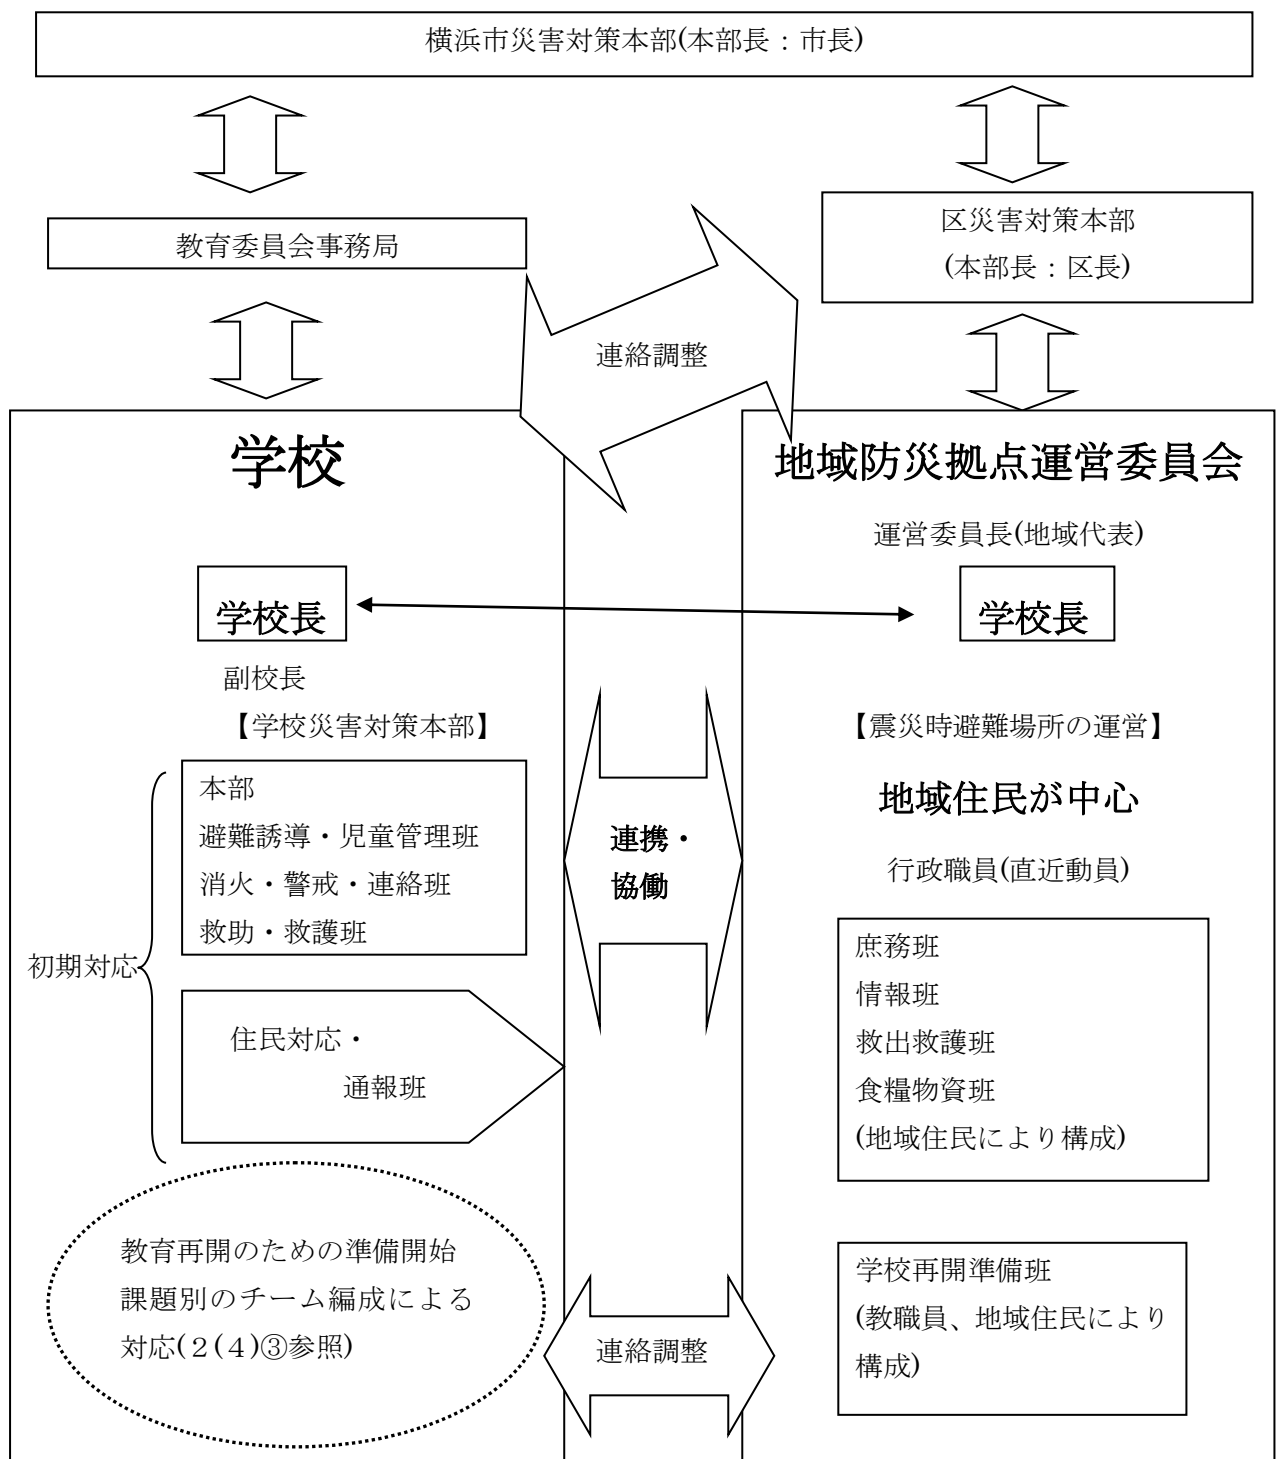 横浜市災害対策本部(本部長：市長)
教育委員会事務局
区災害対策本部
(本部長：区長)
連絡調整
学校
学校長
副校長
【学校災害対策本部】
初期対応
本部
避難誘導・児童管理班
消火・警戒・連絡班
救助・救護班
住民対応・
通報班
教育再開のための準備開始
課題別のチーム編成による
対応(２(４)③参照)
連携・
協働
連絡調整
地域防災拠点運営委員会
運営委員長(地域代表)
学校長
【震災時避難場所の運営】
地域住民が中心
行政職員(直近動員)
庶務班
情報班
救出救護班
食糧物資班
(地域住民により構成)
学校再開準備班
(教職員、地域住民により
構成)